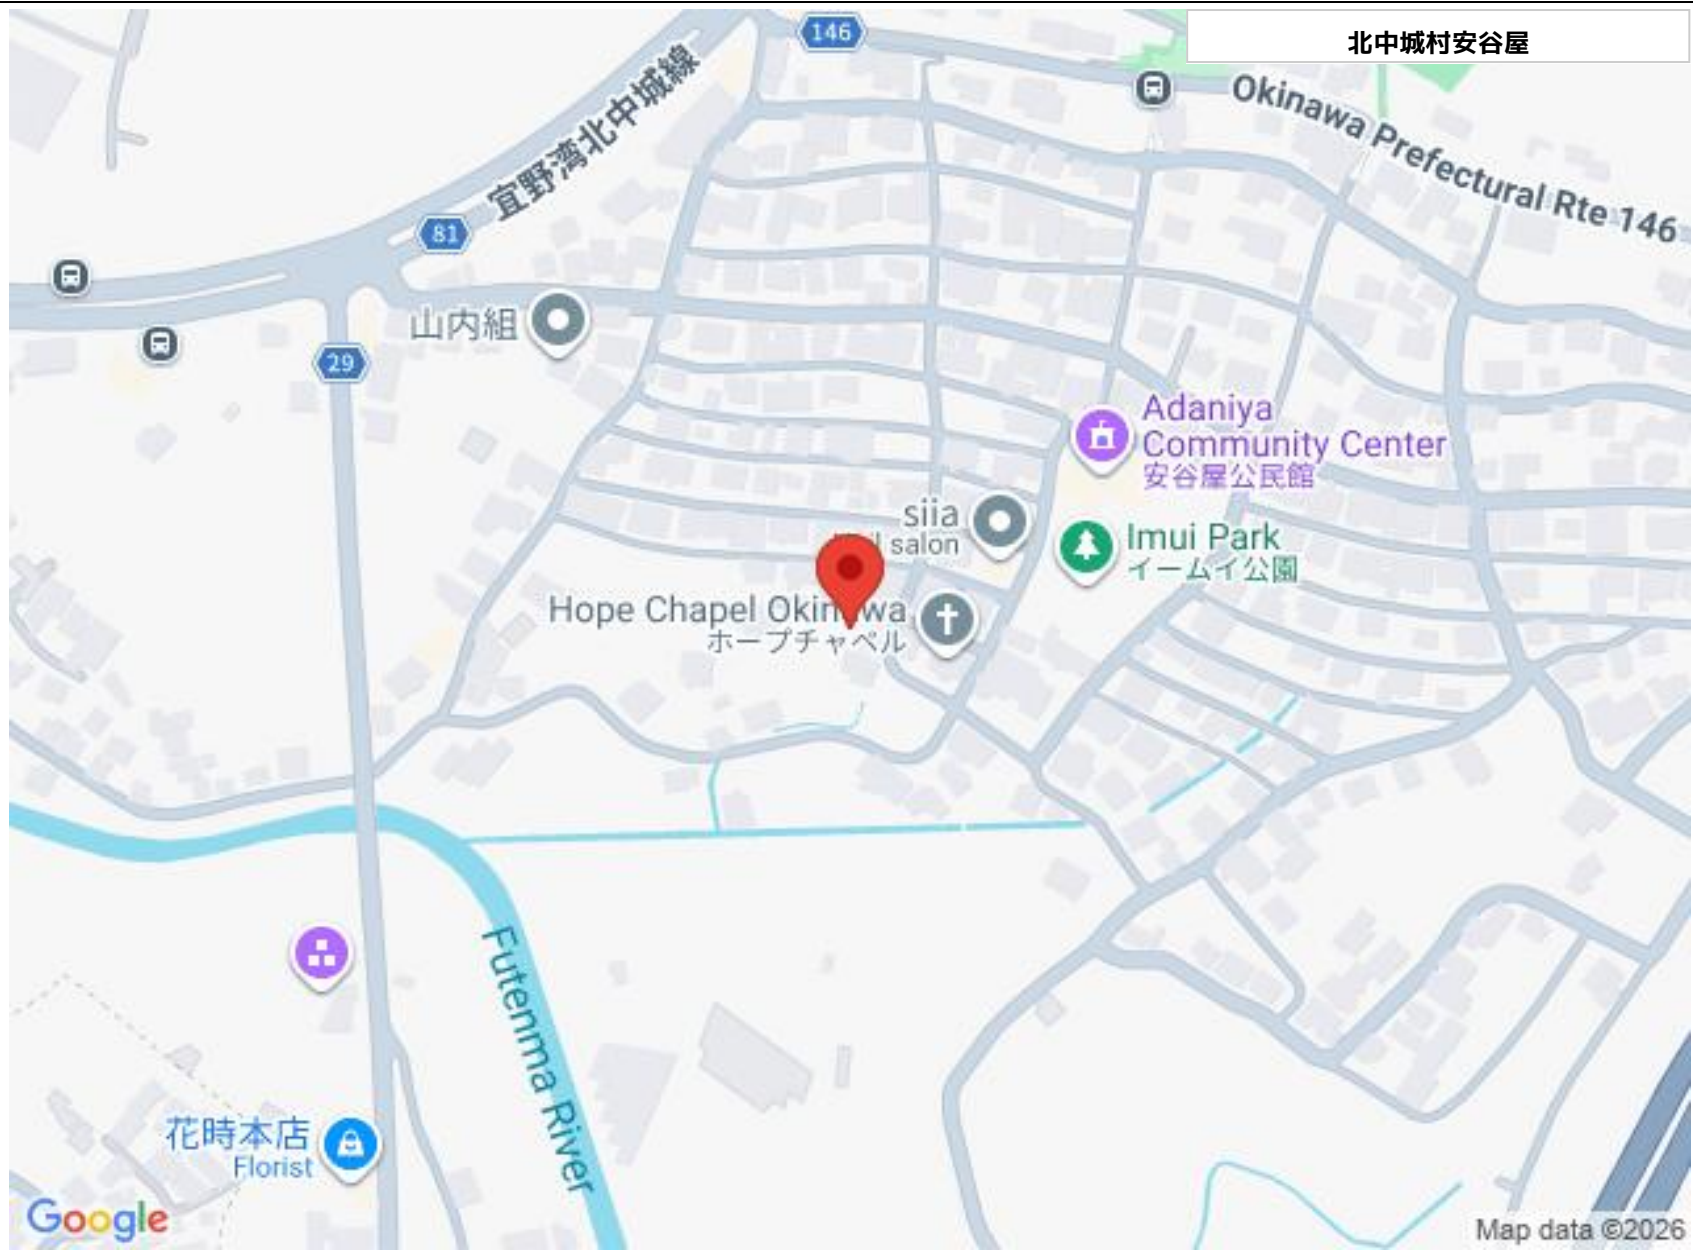 146
北中城村安谷屋
Okinawa Prefectural Rte 146
宜野湾北中城線
81
山内組
29
Adaniya
Community Center
安谷屋公民館
siia
salon
Imui Park
イームイ公園
Hope Chapel Okinawa
ホープチャペル
Futenma River
花時本店
Florist
Google
Map data ©2026